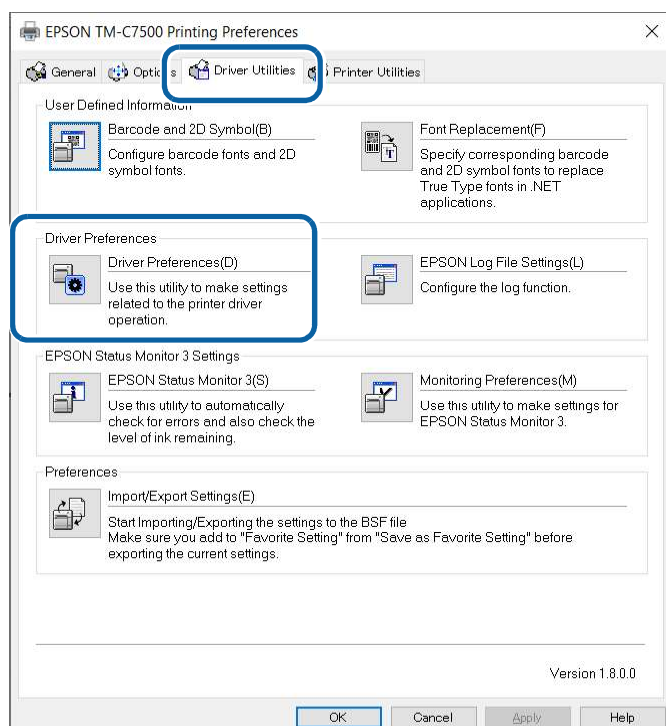 EPSON TM-C7500 Printing Preferences
General
Driver Utilities
Printer Utilities
User Defined Information
Barcode and 2D Symbol(B)
Configure barcode fonts and 2D
symbol fonts.
Font Replacement(F)
Specify corresponding barcode
and 2D symbol fonts to replace
True Type fonts in .NET
applications.
Driver Preferences
Driver Preferences(D)
Use this utility to make settings
related to the printer driver
operation.
EPSON Log File Settings(L)
Configure the log function.
EPSON Status Monitor 3 Settings
EPSON Status Monitor 3(S)
Use this utility to automatically
check for errors and also check the
level of ink remaining.
Monitoring Preferences(M)
Use this utility to make settings for
EPSON Status Monitor 3.
Preferences
Import/Export Settings(E)
Start Importing/Exporting the settings to the BSF file
Make sure you add to "Favorite Setting" from "Save as Favorite Setting" before
exporting the current settings.
Version 1.8.0.0
OK
Cancel
Apply
Help